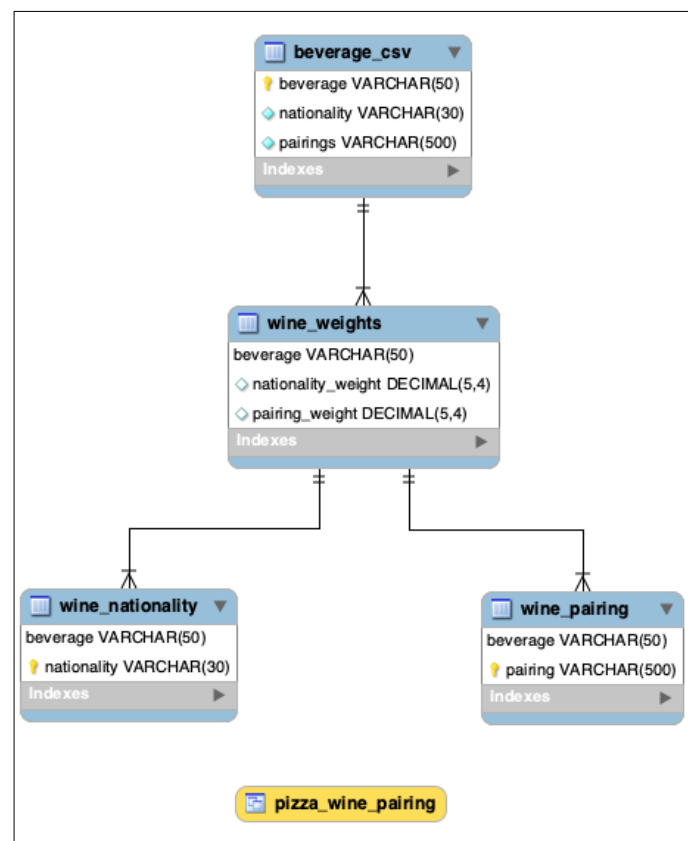 beverage_csv
beverage VARCHAR(50)
nationality VARCHAR(30)
pairings VARCHAR(500)
Indexes
wine_weights
beverage VARCHAR(50)
nationality_weight DECIMAL(5,4)
pairing_weight DECIMAL(5,4)
Indexes
wine_nationality
beverage VARCHAR(50)
nationality VARCHAR(30)
Indexes
wine_pairing
beverage VARCHAR(50)
pairing VARCHAR(500)
Indexes
pizza_wine_pairing